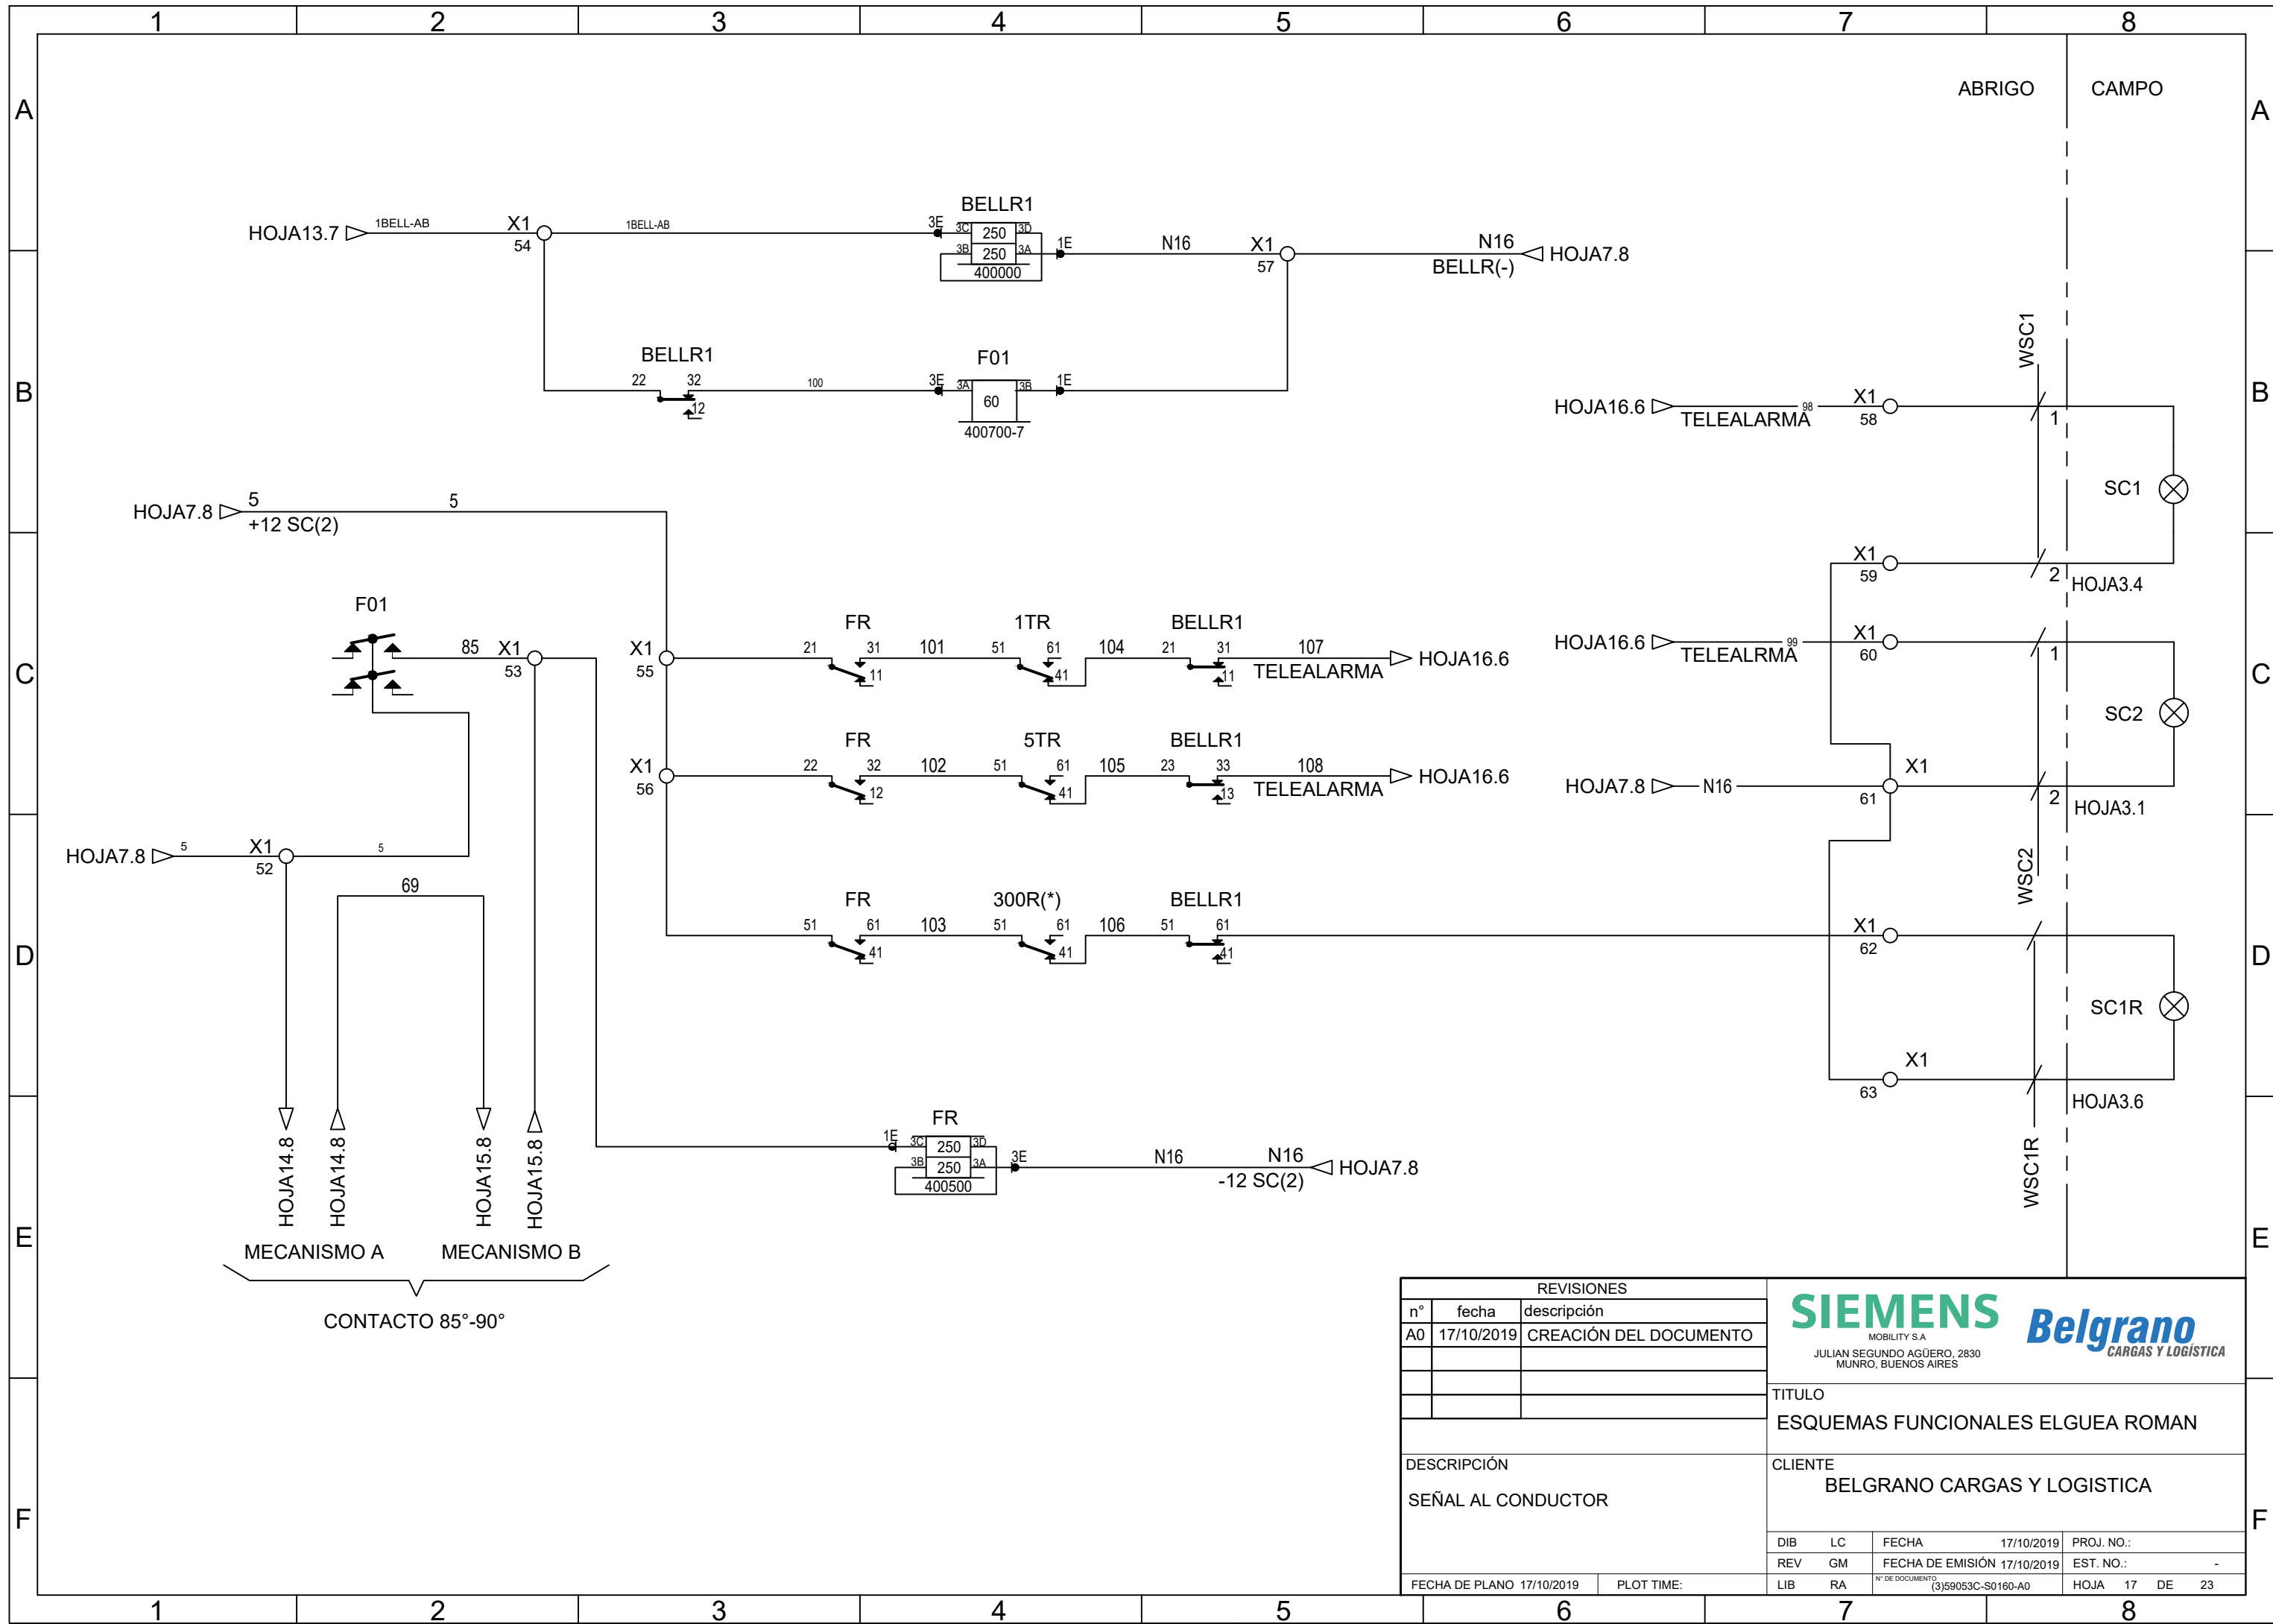 1 2 3 4 5 6 7 8
A A
ABRIGO CAMPO
BELLR1
HOJA13.7 1BELL-AB X1 54 1BELL-AB 3E 3C 250 3D
3B 250 3A 1E N16 X1 57 N16 HOJA7.8
400000 BELLR(-)
WSC1
BELLR1 F01
22 32 100 3E 3A 60 3B 1E
12
400700-7
B B
HOJA16.6 98 X1 58 1
TELEALARMA
SC1
HOJA7.8 5 5
+12 SC(2)
X1 59 2 HOJA3.4
F01
85 X1 53
FR 1TR BELLR1
X1 55 21 31 101 51 61 104 21 31 107 HOJA16.6
11 41 11 TELEALARMA
HOJA16.6 99 X1 60 1
TELEALRMA
C C
SC2
FR 5TR BELLR1
X1 56 22 32 102 51 61 105 23 33 108 HOJA16.6
12 41 13 TELEALARMA
HOJA7.8 N16 X1 61 2 HOJA3.1
HOJA7.8 5 X1 52 5
69
WSC2
FR 300R(*) BELLR1
51 61 103 51 61 106 51 61 X1 62
41 41 41
D D
SC1R
X1 63
HOJA3.6
WSC1R
FR
1E 3C 250 3D
3B 250 3A 3E N16 N16 HOJA7.8
400500 -12 SC(2)
HOJA14.8 HOJA14.8 HOJA15.8 HOJA15.8
E E
MECANISMO A MECANISMO B
CONTACTO 85°-90°
REVISIONES
n° fecha descripción
A0 17/10/2019 CREACIÓN DEL DOCUMENTO
SIEMENS
MOBILITY S.A
JULIAN SEGUNDO AGÜERO, 2830
MUNRO, BUENOS AIRES
Belgrano
CARGAS Y LOGÍSTICA
TITULO
ESQUEMAS FUNCIONALES ELGUEA ROMAN
DESCRIPCIÓN
SEÑAL AL CONDUCTOR
CLIENTE
BELGRANO CARGAS Y LOGISTICA
F F
DIB LC FECHA 17/10/2019 PROJ. NO.:
REV GM FECHA DE EMISIÓN 17/10/2019 EST. NO.: -
FECHA DE PLANO 17/10/2019 PLOT TIME:
LIB RA N° DE DOCUMENTO (3)59053C-S0160-A0 HOJA 17 DE 23
1 2 3 4 5 6 7 8